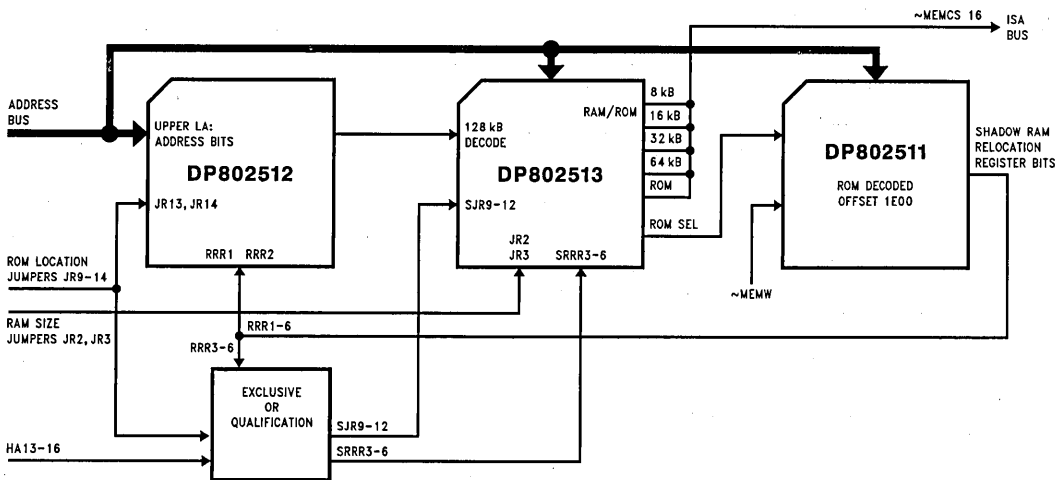 ~MEMCS 16
ISA
BUS
ADDRESS
BUS
UPPER LA:
ADDRESS BITS
DP802512
JR13, JR14
RRR1 RRR2
128 kB
DECODE
RAM/ROM
DP802513
SJR9-12
JR2
JR3
SRRR3-6
8 kB
16 kB
32 kB
64 kB
ROM
ROM SEL
DP802511
ROM DECODED
OFFSET 1E00
~MEMW
SHADOW RAM
RELOCATION
REGISTER BITS
ROM LOCATION
JUMPERS JR9-14
RAM SIZE
JUMPERS JR2, JR3
RRR1-6
RRR3-6
EXCLUSIVE
OR
QUALIFICATION
SJR9-12
SRRR3-6
HA13-16